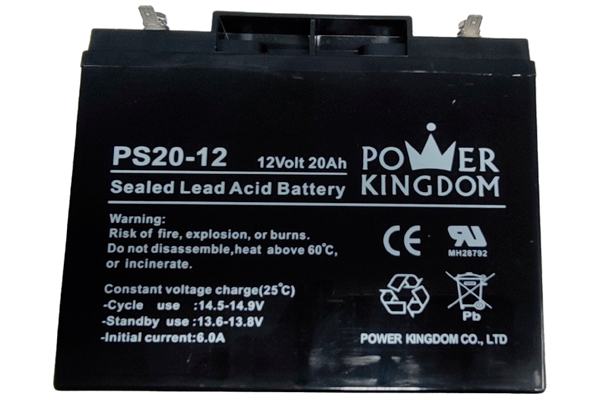 PS20-12 12Volt 20Ah
Sealed Lead Acid Battery
POWER
KINGDOM
Warning:
Risk of fire, explosion, or burns.
Do not disassemble,heat above 60℃,
or incinerate.
CE
MH28792
Constant voltage charge(25℃)
-Cycle use :14.5-14.9V
-Standby use :13.6-13.8V
-Initial current:6.0A
Pb
POWER KINGDOM CO., LTD